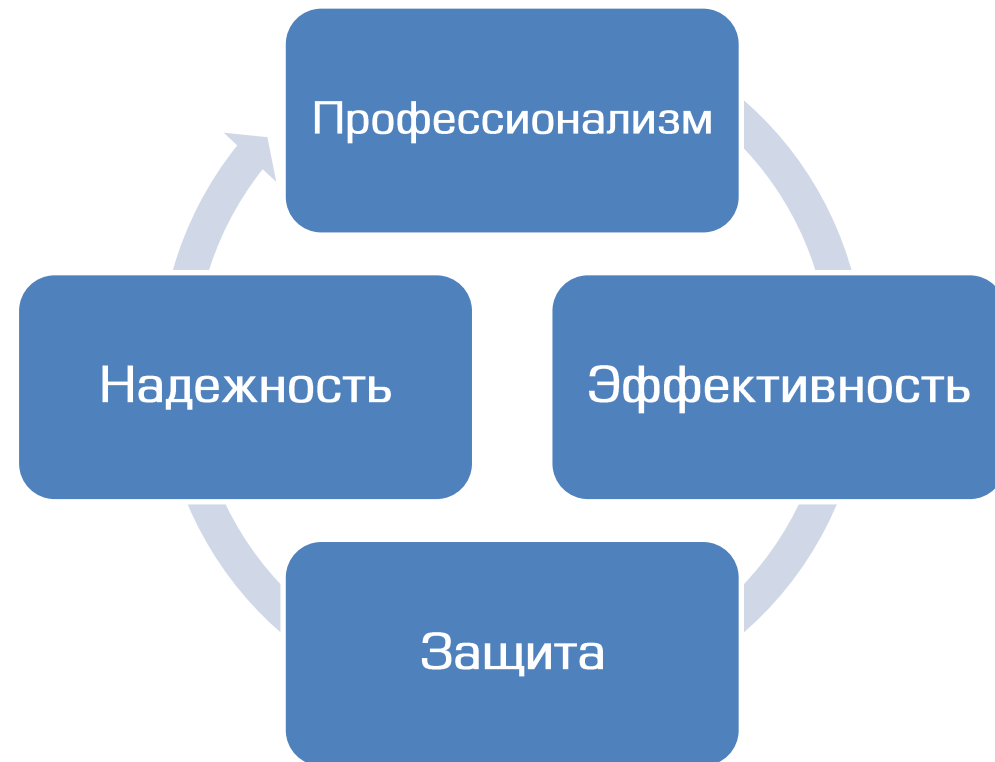 Профессионализм
Надежность
Эффективность
Защита